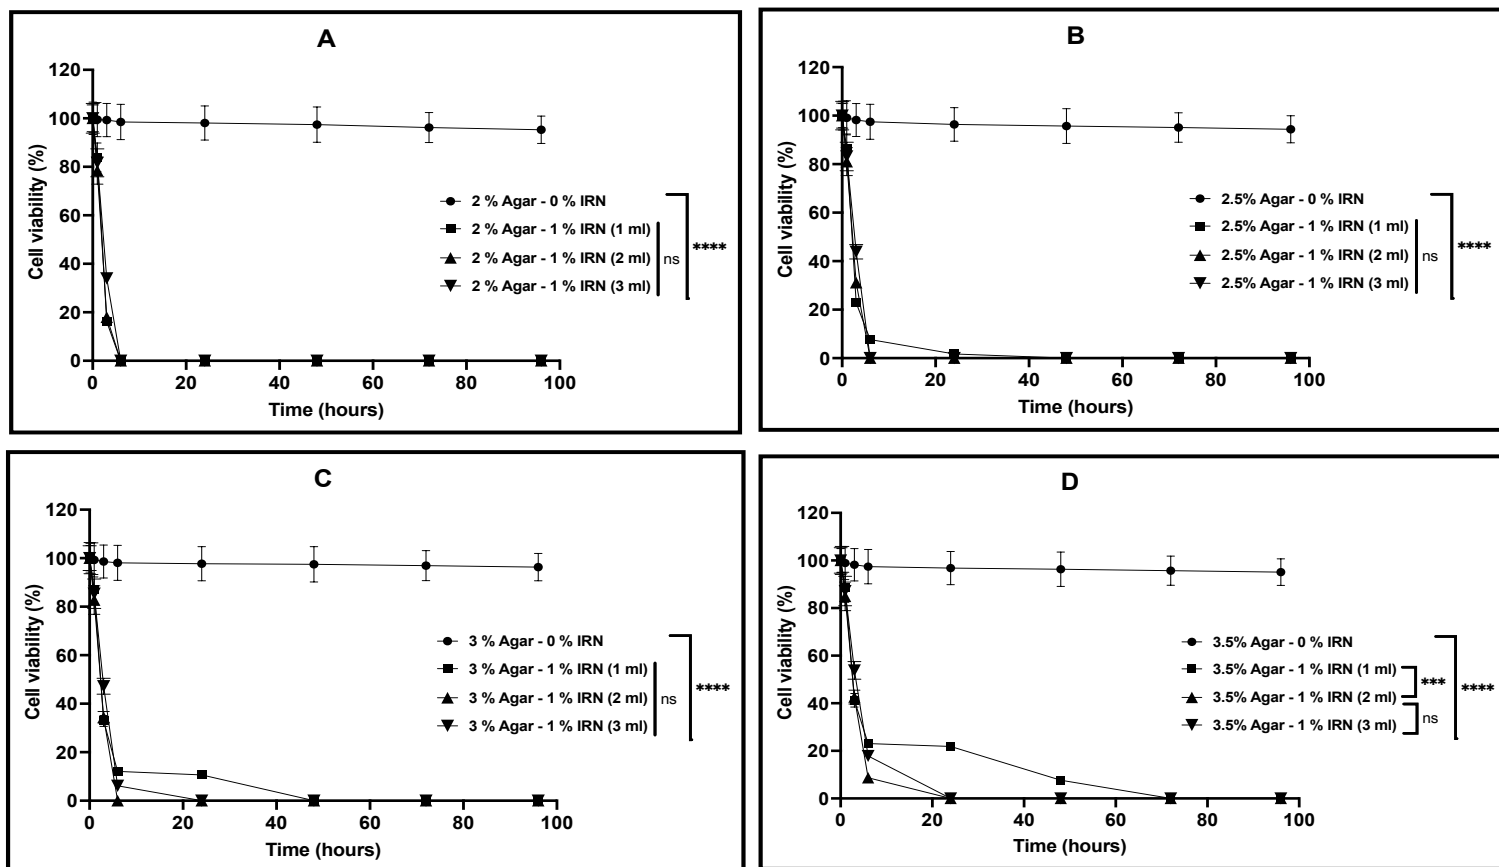 A
120
100
80
60
40
20
0
0 20 40 60 80 100
Cell viability (%)
Time (hours)
2 % Agar - 0 % IRN
2 % Agar - 1 % IRN (1 ml)
2 % Agar - 1 % IRN (2 ml)
2 % Agar - 1 % IRN (3 ml)
ns
****
B
120
100
80
60
40
20
0
0 20 40 60 80 100
Cell viability (%)
Time (hours)
2.5% Agar - 0 % IRN
2.5% Agar - 1 % IRN (1 ml)
2.5% Agar - 1 % IRN (2 ml)
2.5% Agar - 1 % IRN (3 ml)
ns
****
C
120
100
80
60
40
20
0
0 20 40 60 80 100
Cell viability (%)
Time (hours)
3 % Agar - 0 % IRN
3 % Agar - 1 % IRN (1 ml)
3 % Agar - 1 % IRN (2 ml)
3 % Agar - 1 % IRN (3 ml)
ns
****
D
120
100
80
60
40
20
0
0 20 40 60 80 100
Cell viability (%)
Time (hours)
3.5% Agar - 0 % IRN
3.5% Agar - 1 % IRN (1 ml)
3.5% Agar - 1 % IRN (2 ml)
3.5% Agar - 1 % IRN (3 ml)
***
ns
****